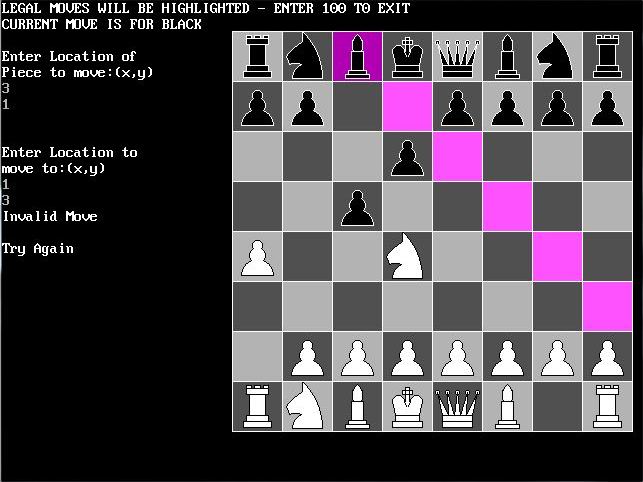 LEGAL MOVES WILL BE HIGHLIGHTED - ENTER 100 TO EXIT
CURRENT MOVE IS FOR BLACK
Enter Location of
Piece to move:(x,y)
3
1
Enter Location to
move to:(x,y)
1
3
Invalid Move
Try Again